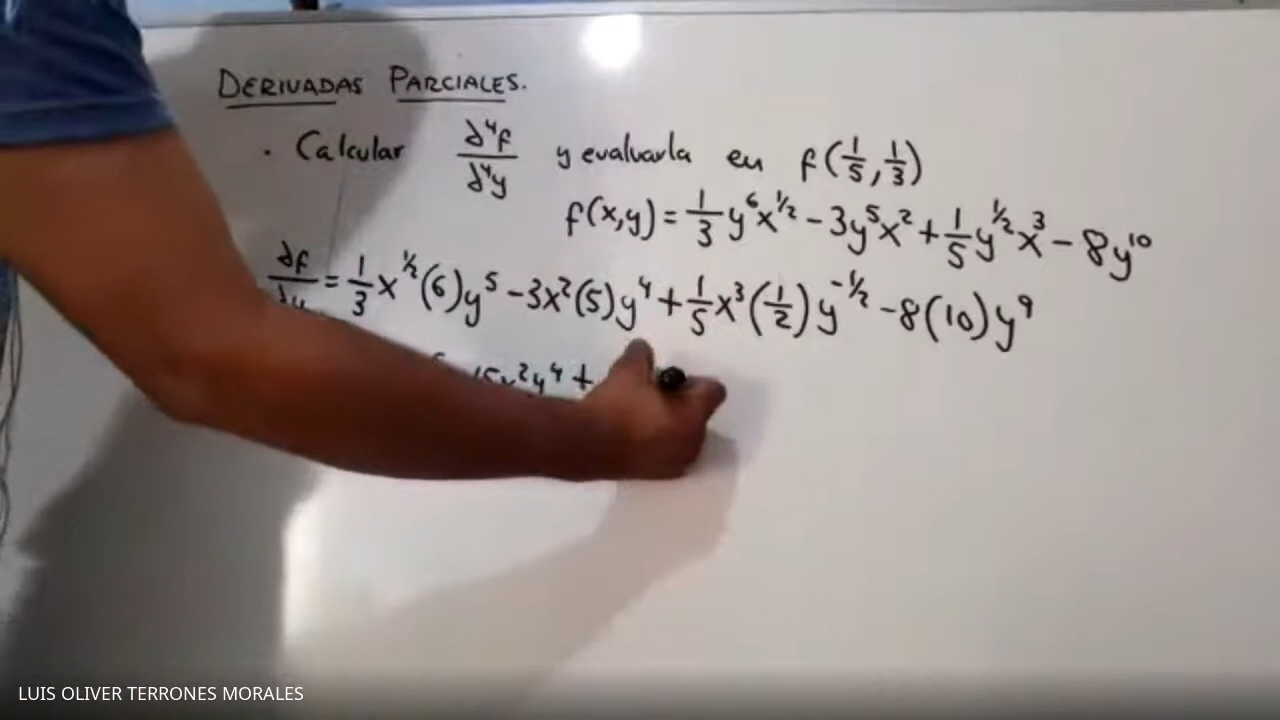 DERIVADAS PARCIALES.
· Calcular ∂⁴f/∂⁴y y evaluarla en f(1/5, 1/3)
f(x,y) = 1/3 y⁶x^½ - 3y⁵x² + 1/5 y^½ x³ - 8y¹⁰
∂f/∂y = 1/3 x^½ (6)y⁵ - 3x²(5)y⁴ + 1/5 x³(1/2)y^-½ - 8(10)y⁹
15x²y⁴ +
LUIS OLIVER TERRONES MORALES